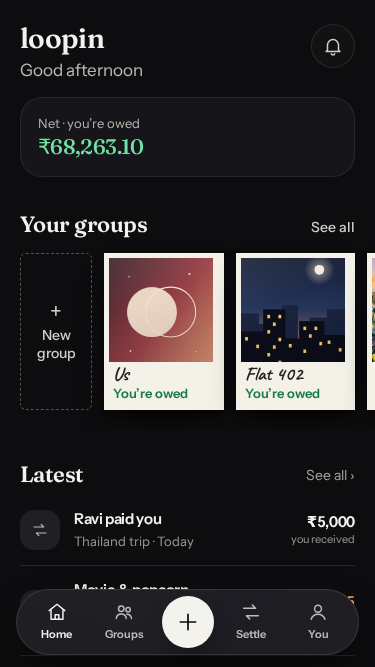 loopin
Good afternoon
Net · you're owed
₹68,263.10
Your groups
See all
+
New
group
Us
You're owed
Flat 402
You're owed
Latest
See all ›
Ravi paid you
₹5,000
Thailand trip · Today
you received
Home
Groups
Settle
You